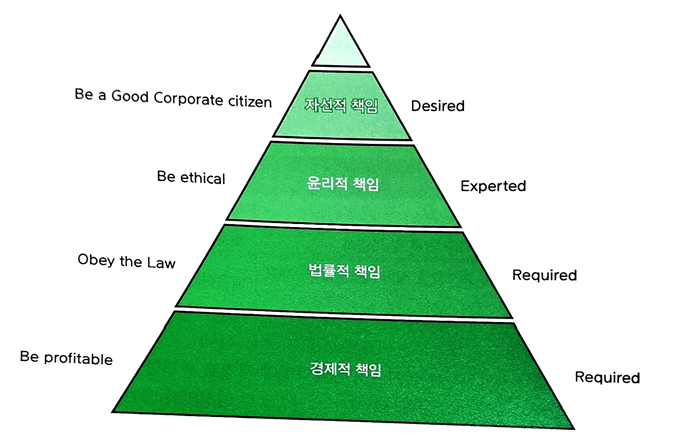 Be a Good Corporate citizen 자선적 책임 Desired
Be ethical 윤리적 책임 Experted
Obey the Law 법률적 책임 Required
Be profitable 경제적 책임 Required